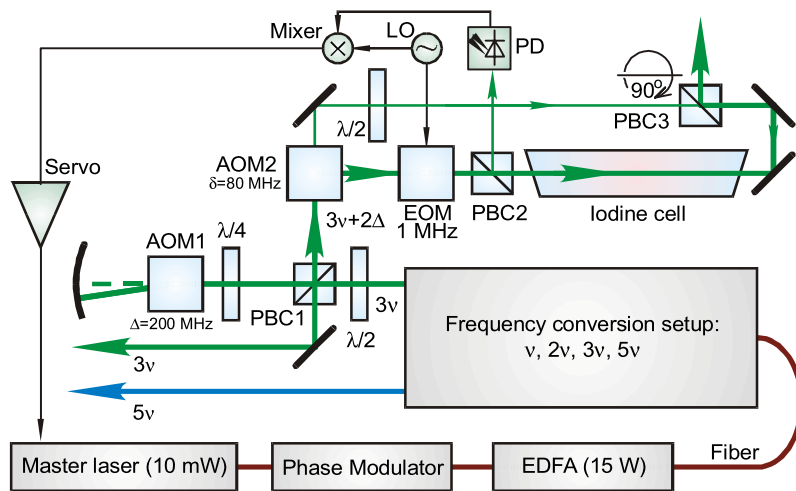 Mixer
LO
PD
90°
PBC3
λ/2
Servo
AOM2
δ=80 MHz
EOM
1 MHz
PBC2
Iodine cell
3ν+2Δ
AOM1
λ/4
Δ=200 MHz
PBC1
λ/2
3ν
Frequency conversion setup:
ν, 2ν, 3ν, 5ν
3ν
5ν
Master laser (10 mW)
Phase Modulator
EDFA (15 W)
Fiber